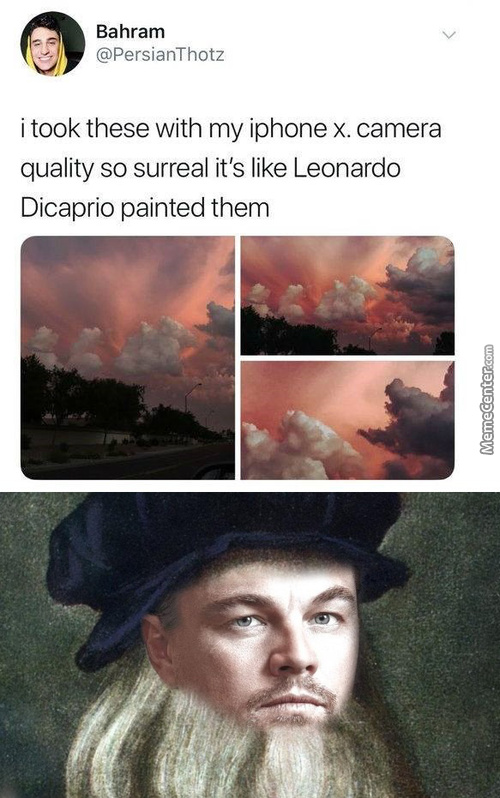 Bahram
@PersianThotz
i took these with my iphone x. camera
quality so surreal it's like Leonardo
Dicaprio painted them
MemeCenter.com